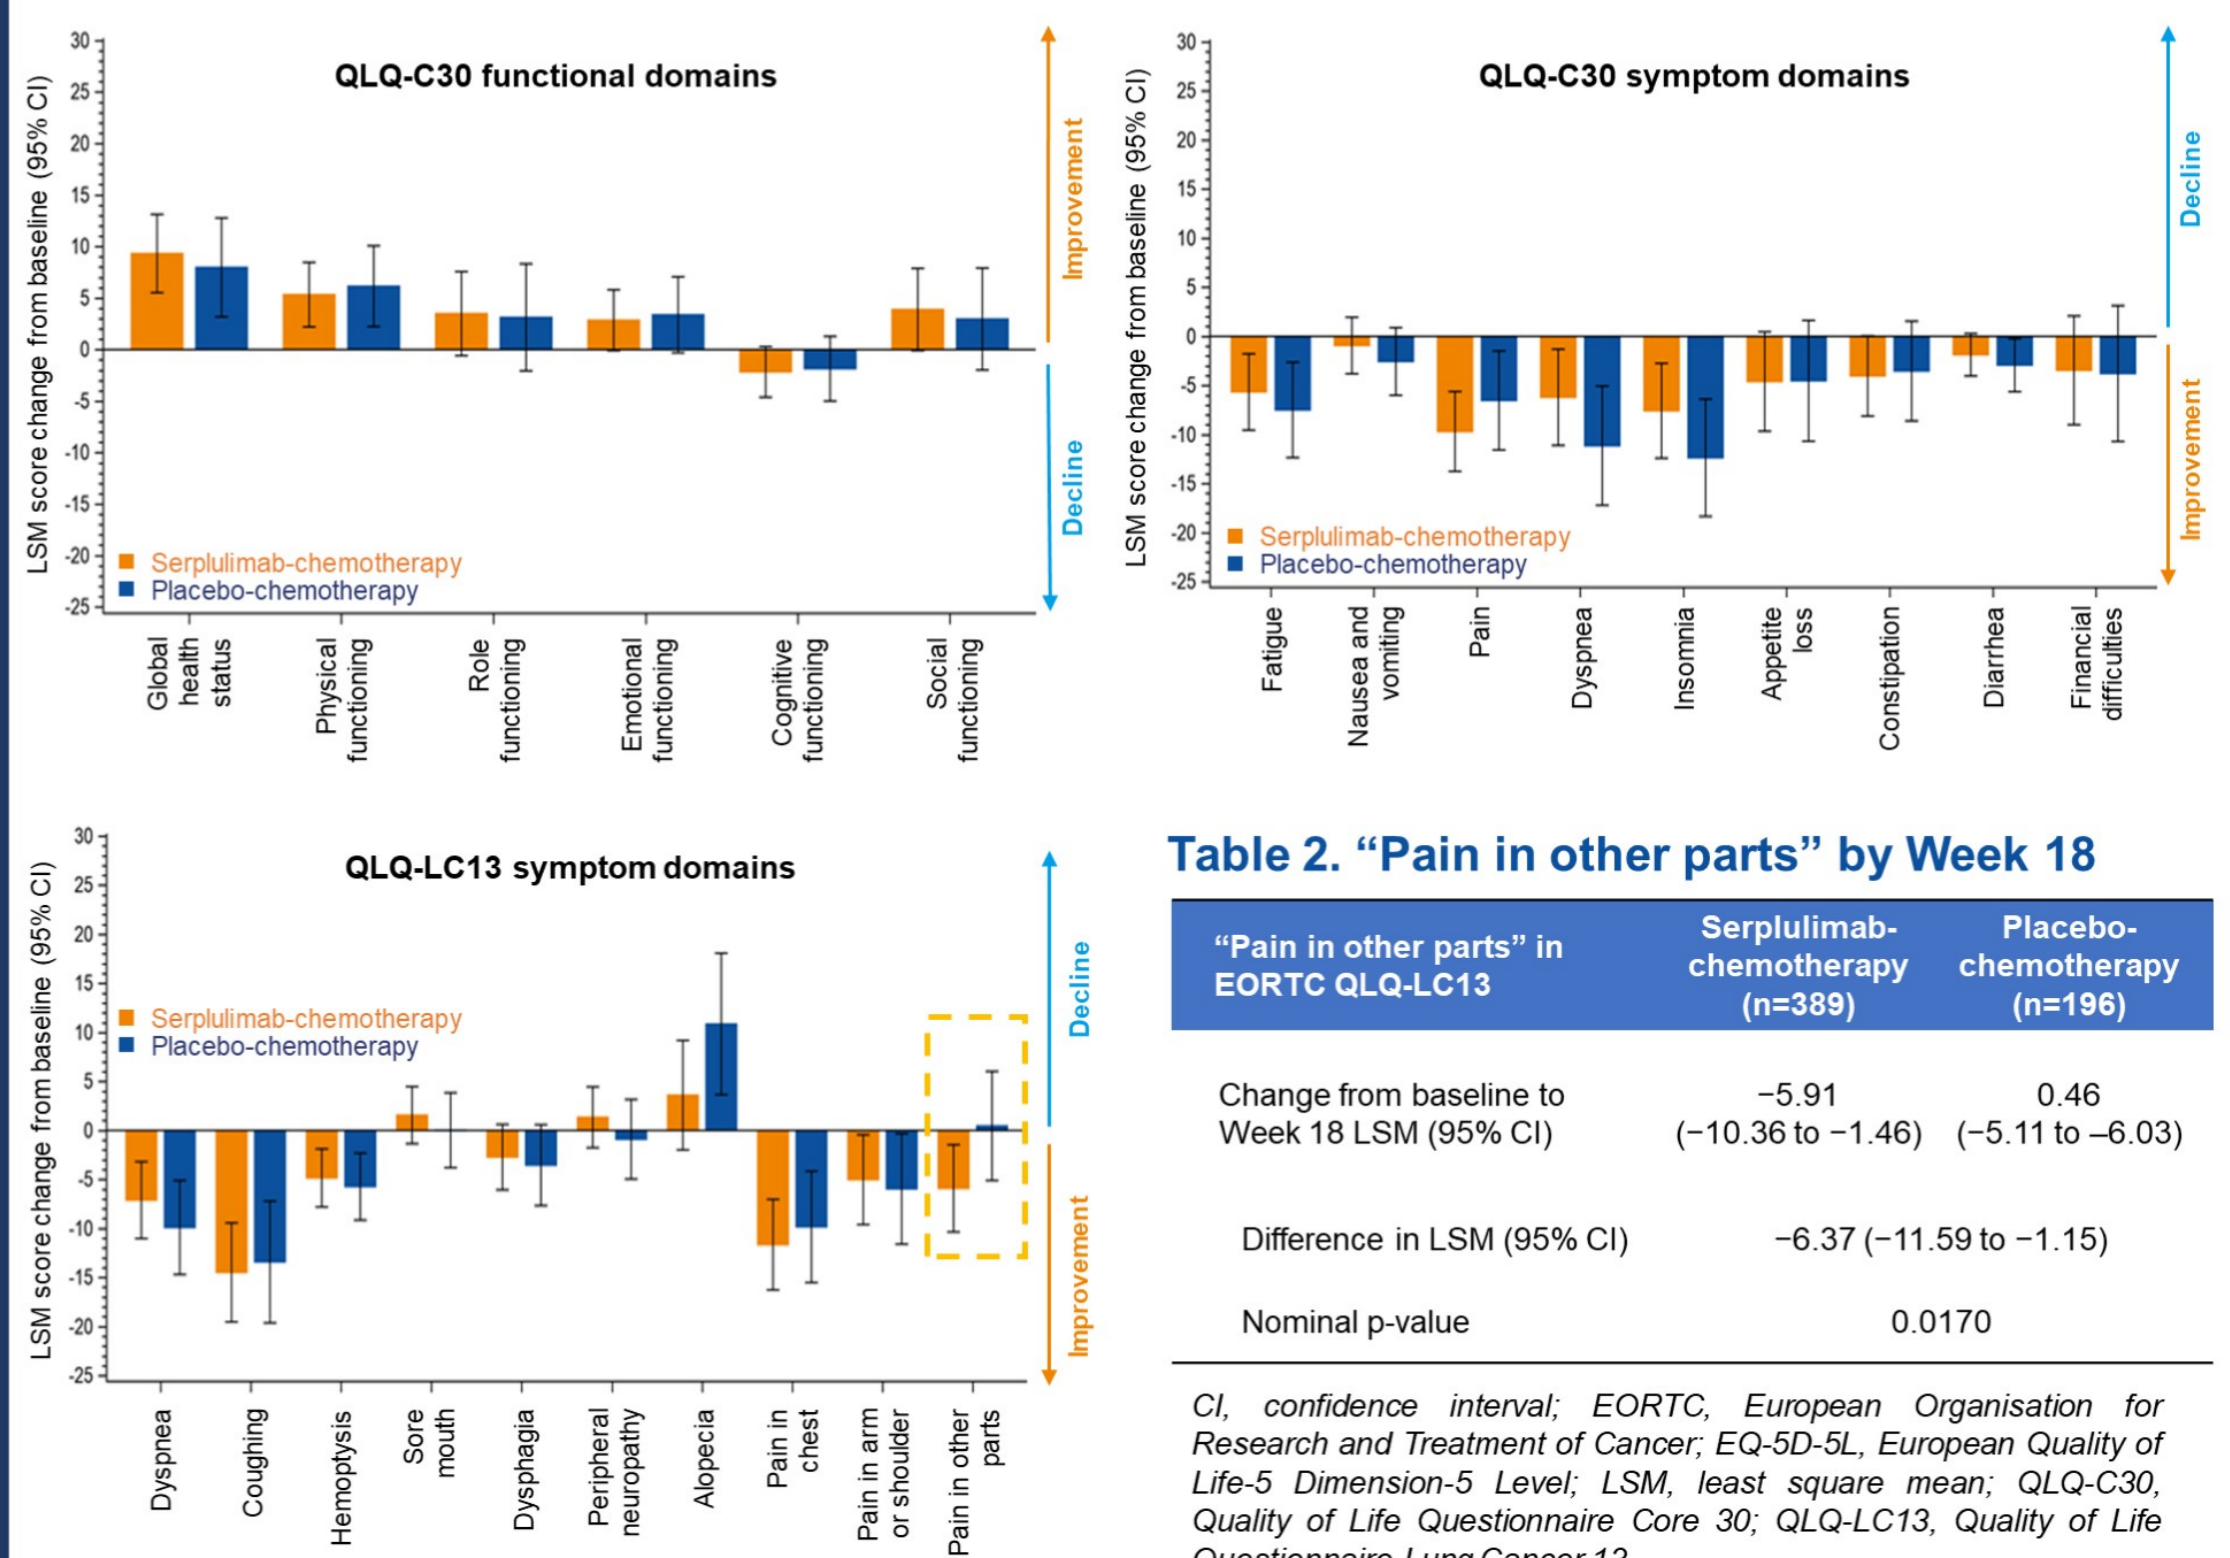 QLQ-C30 functional domains
LSM score change from baseline (95% CI)
30
25
20
15
10
5
0
-5
-10
-15
-20
-25
Improvement
Decline
Serplulimab-chemotherapy
Placebo-chemotherapy
Global
health
status
Physical
functioning
Role
functioning
Emotional
functioning
Cognitive
functioning
Social
functioning
QLQ-C30 symptom domains
LSM score change from baseline (95% CI)
30
25
20
15
10
5
0
-5
-10
-15
-20
-25
Decline
Improvement
Serplulimab-chemotherapy
Placebo-chemotherapy
Fatigue
Nausea and
vomiting
Pain
Dyspnea
Insomnia
Appetite
loss
Constipation
Diarrhea
Financial
difficulties
QLQ-LC13 symptom domains
LSM score change from baseline (95% CI)
30
25
20
15
10
5
0
-5
-10
-15
-20
-25
Decline
Improvement
Serplulimab-chemotherapy
Placebo-chemotherapy
Dyspnea
Coughing
Hemoptysis
Sore
mouth
Dysphagia
Peripheral
neuropathy
Alopecia
Pain in
chest
Pain in arm
or shoulder
Pain in other
parts
Table 2. “Pain in other parts” by Week 18
“Pain in other parts” in
EORTC QLQ-LC13
Serplulimab-
chemotherapy
(n=389)
Placebo-
chemotherapy
(n=196)
Change from baseline to
Week 18 LSM (95% CI)
−5.91
(−10.36 to −1.46)
0.46
(−5.11 to –6.03)
Difference in LSM (95% CI)
−6.37 (−11.59 to −1.15)
Nominal p-value
0.0170
CI, confidence interval; EORTC, European Organisation for
Research and Treatment of Cancer; EQ-5D-5L, European Quality of
Life-5 Dimension-5 Level; LSM, least square mean; QLQ-C30,
Quality of Life Questionnaire Core 30; QLQ-LC13, Quality of Life
Questionnaire-Lung Cancer 13